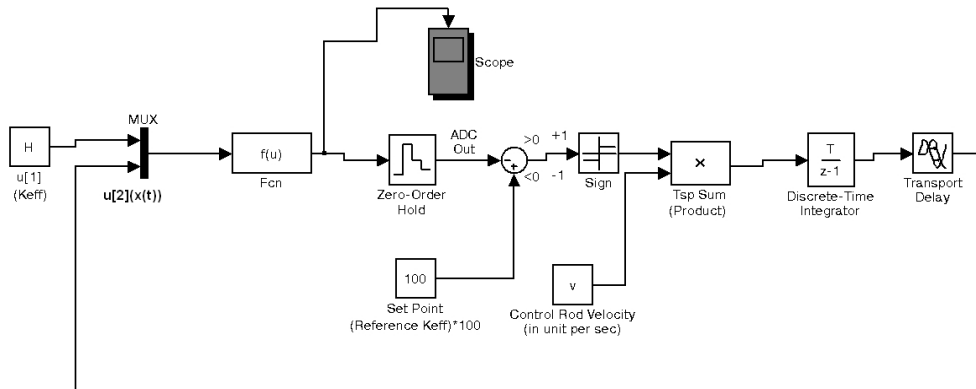 Scope
MUX
H
u[1]
(Keff)
u[2](x(t))
f(u)
Fcn
Zero-Order
Hold
ADC
Out
>0
<0
+1
-1
Sign
×
Tsp Sum
(Product)
T
z-1
Discrete-Time
Integrator
Transport
Delay
100
Set Point
(Reference Keff)*100
v
Control Rod Velocity
(in unit per sec)